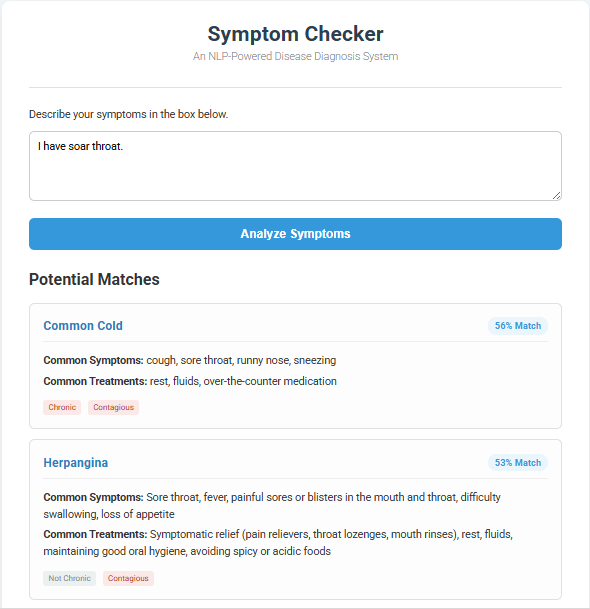 Symptom Checker
An NLP-Powered Disease Diagnosis System
Describe your symptoms in the box below.
I have soar throat.
Analyze Symptoms
Potential Matches
Common Cold
56% Match
Common Symptoms: cough, sore throat, runny nose, sneezing
Common Treatments: rest, fluids, over-the-counter medication
Chronic Contagious
Herpangina
53% Match
Common Symptoms: Sore throat, fever, painful sores or blisters in the mouth and throat, difficulty
swallowing, loss of appetite
Common Treatments: Symptomatic relief (pain relievers, throat lozenges, mouth rinses), rest, fluids,
maintaining good oral hygiene, avoiding spicy or acidic foods
Not Chronic Contagious